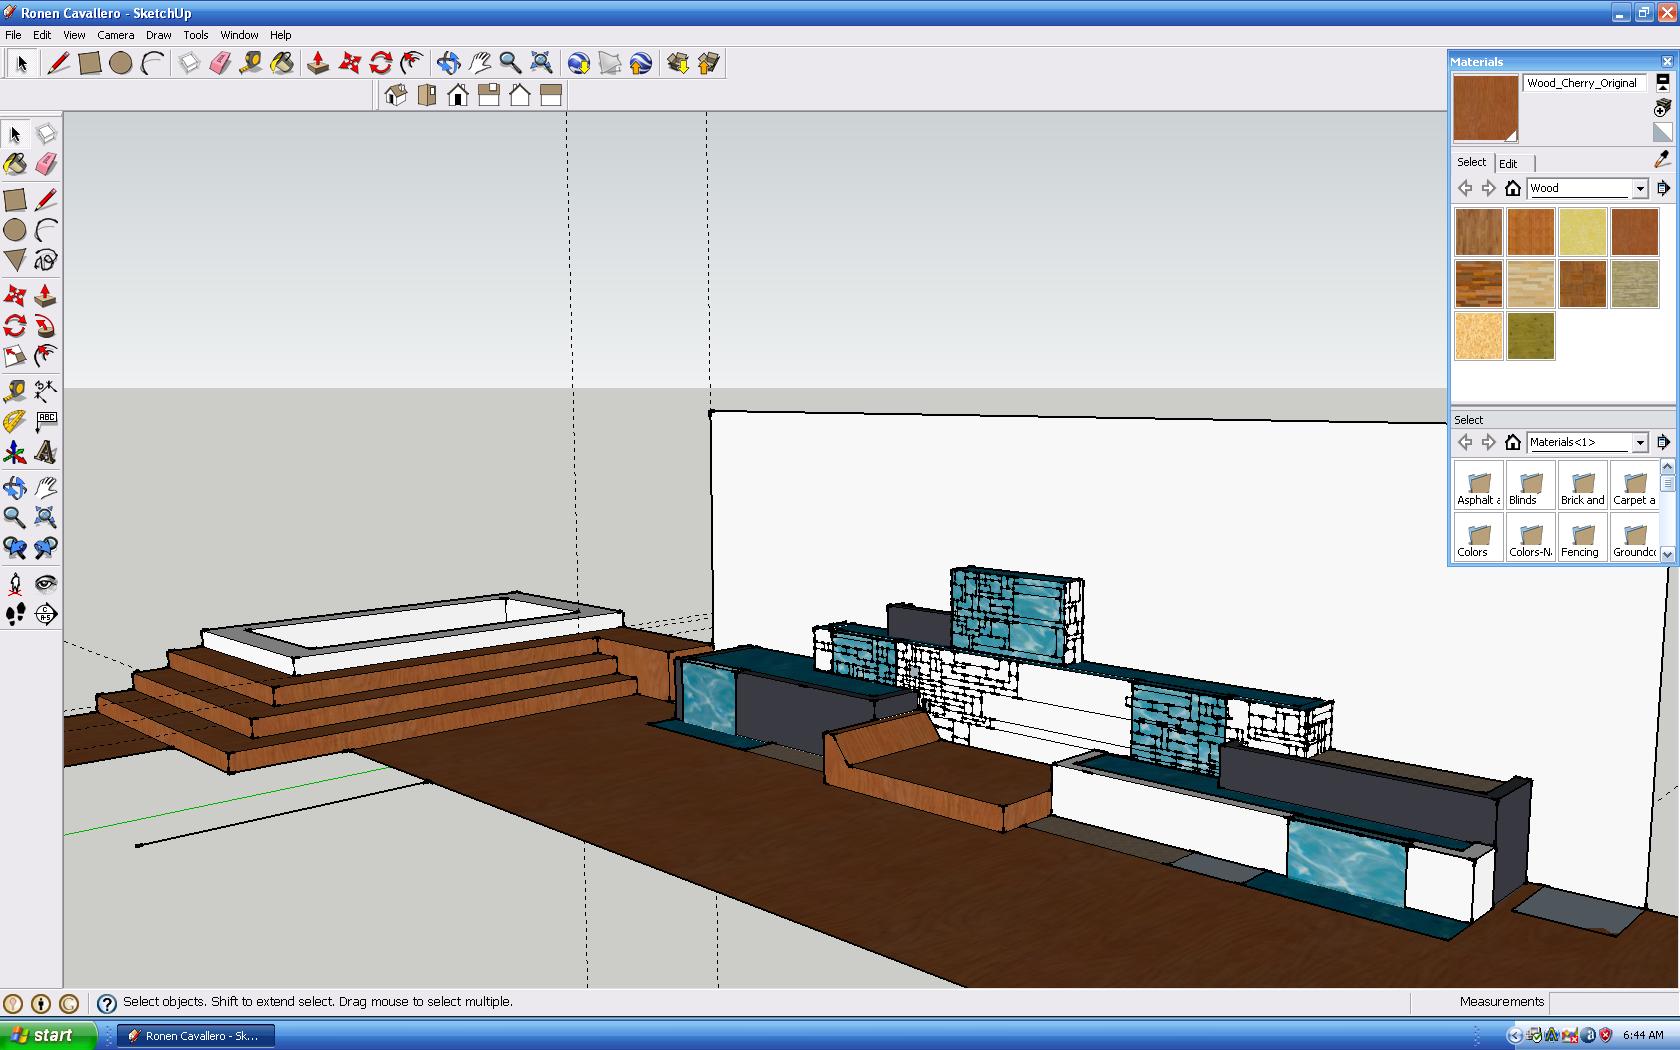 Ronen Cavallero - SketchUp
File Edit View Camera Draw Tools Window Help
Materials
Wood_Cherry_Original
Select Edit
Wood
Select
Materials<1>
Asphalt a Blinds Brick and Carpet a
Colors Colors-N Fencing Groundc
ABC
Select objects. Shift to extend select. Drag mouse to select multiple.
Measurements
start
Ronen Cavallero - Sk...
6:44 AM